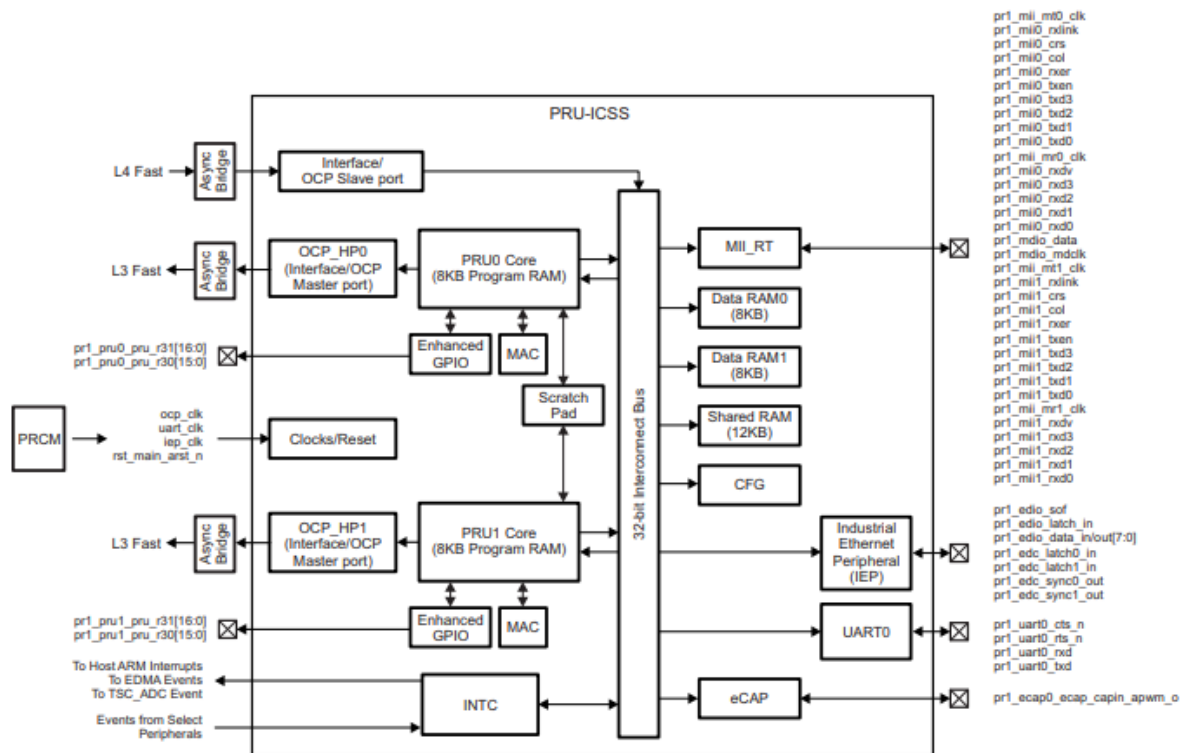 PRU-ICSS
L4 Fast
Async
Bridge
Interface/
OCP Slave port
L3 Fast
Async
Bridge
OCP_HP0
(Interface/OCP
Master port)
PRU0 Core
(8KB Program RAM)
pr1_pru0_pru_r31[16:0]
pr1_pru0_pru_r30[15:0]
Enhanced
GPIO
MAC
Scratch
Pad
PRCM
ocp_clk
uart_clk
iep_clk
rst_main_arst_n
Clocks/Reset
L3 Fast
Async
Bridge
OCP_HP1
(Interface/OCP
Master port)
PRU1 Core
(8KB Program RAM)
pr1_pru1_pru_r31[16:0]
pr1_pru1_pru_r30[15:0]
Enhanced
GPIO
MAC
To Host ARM Interrupts
To EDMA Events
To TSC_ADC Event
Events from Select
Peripherals
INTC
32-bit Interconnect Bus
MII_RT
Data RAM0
(8KB)
Data RAM1
(8KB)
Shared RAM
(12KB)
CFG
Industrial
Ethernet
Peripheral
(IEP)
UART0
eCAP
pr1_mii_mt0_clk
pr1_mii0_rxlink
pr1_mii0_crs
pr1_mii0_col
pr1_mii0_rxer
pr1_mii0_txen
pr1_mii0_txd3
pr1_mii0_txd2
pr1_mii0_txd1
pr1_mii0_txd0
pr1_mii_mr0_clk
pr1_mii0_rxdv
pr1_mii0_rxd3
pr1_mii0_rxd2
pr1_mii0_rxd1
pr1_mii0_rxd0
pr1_mdio_data
pr1_mdio_mdclk
pr1_mii_mt1_clk
pr1_mii1_rxlink
pr1_mii1_crs
pr1_mii1_col
pr1_mii1_rxer
pr1_mii1_txen
pr1_mii1_txd3
pr1_mii1_txd2
pr1_mii1_txd1
pr1_mii1_txd0
pr1_mii_mr1_clk
pr1_mii1_rxdv
pr1_mii1_rxd3
pr1_mii1_rxd2
pr1_mii1_rxd1
pr1_mii1_rxd0
pr1_edio_sof
pr1_edio_latch_in
pr1_edio_data_in/out[7:0]
pr1_edc_latch0_in
pr1_edc_latch1_in
pr1_edc_sync0_out
pr1_edc_sync1_out
pr1_uart0_cts_n
pr1_uart0_rts_n
pr1_uart0_rxd
pr1_uart0_txd
pr1_ecap0_ecap_capin_apwm_o